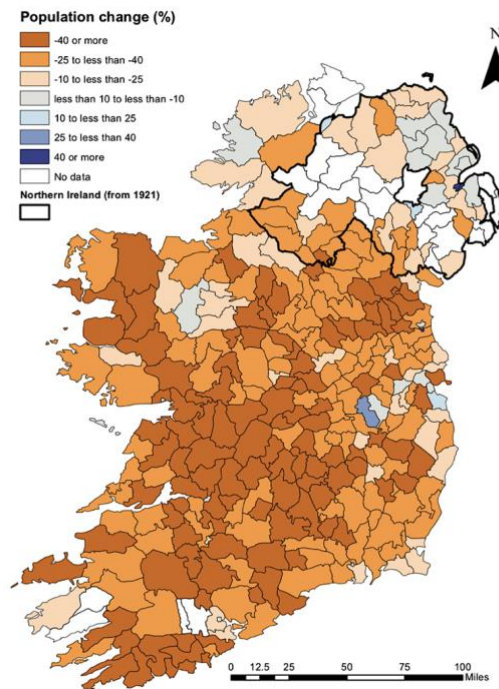 Population change (%)
-40 or more
-25 to less than -40
-10 to less than -25
less than 10 to less than -10
10 to less than 25
25 to less than 40
40 or more
No data
Northern Ireland (from 1921)
N
0 12.5 25 50 75 100
Miles